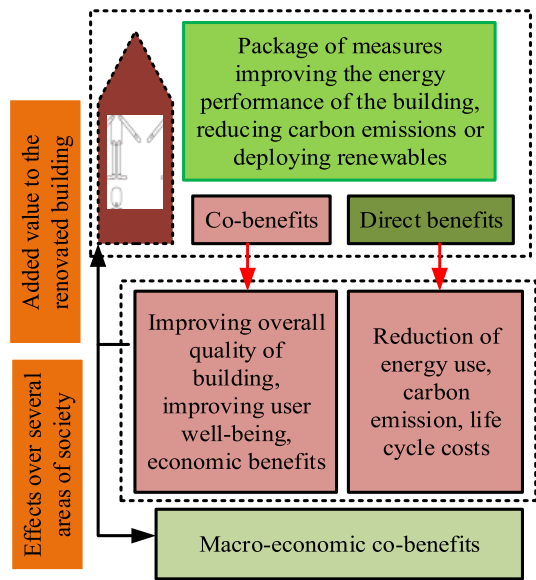 Package of measures
improving the energy
performance of the building,
reducing carbon emissions or
deploying renewables
Added value to the
renovated building
Co-benefits
Direct benefits
Improving overall
quality of
building,
improving user
well-being,
economic benefits
Reduction of
energy use,
carbon
emission, life
cycle costs
Effects over several
areas of society
Macro-economic co-benefits